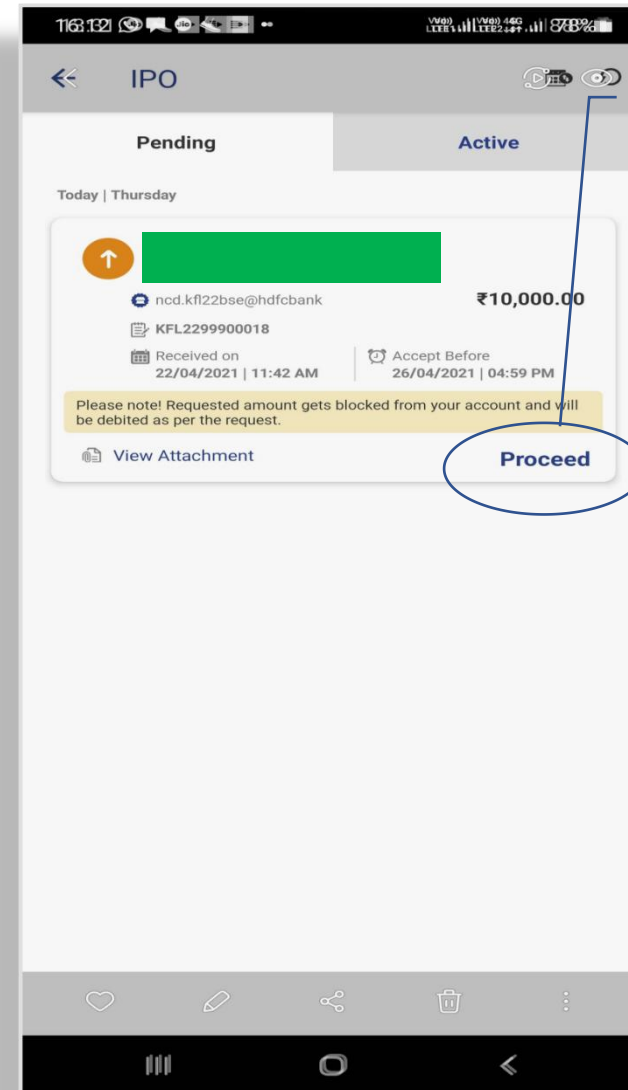 IPO
Pending Active
Today | Thursday
ncd.kfl22bse@hdfcbank ₹10,000.00
KFL2299900018
Received on Accept Before
22/04/2021 | 11:42 AM 26/04/2021 | 04:59 PM
Please note! Requested amount gets blocked from your account and will
be debited as per the request.
View Attachment Proceed